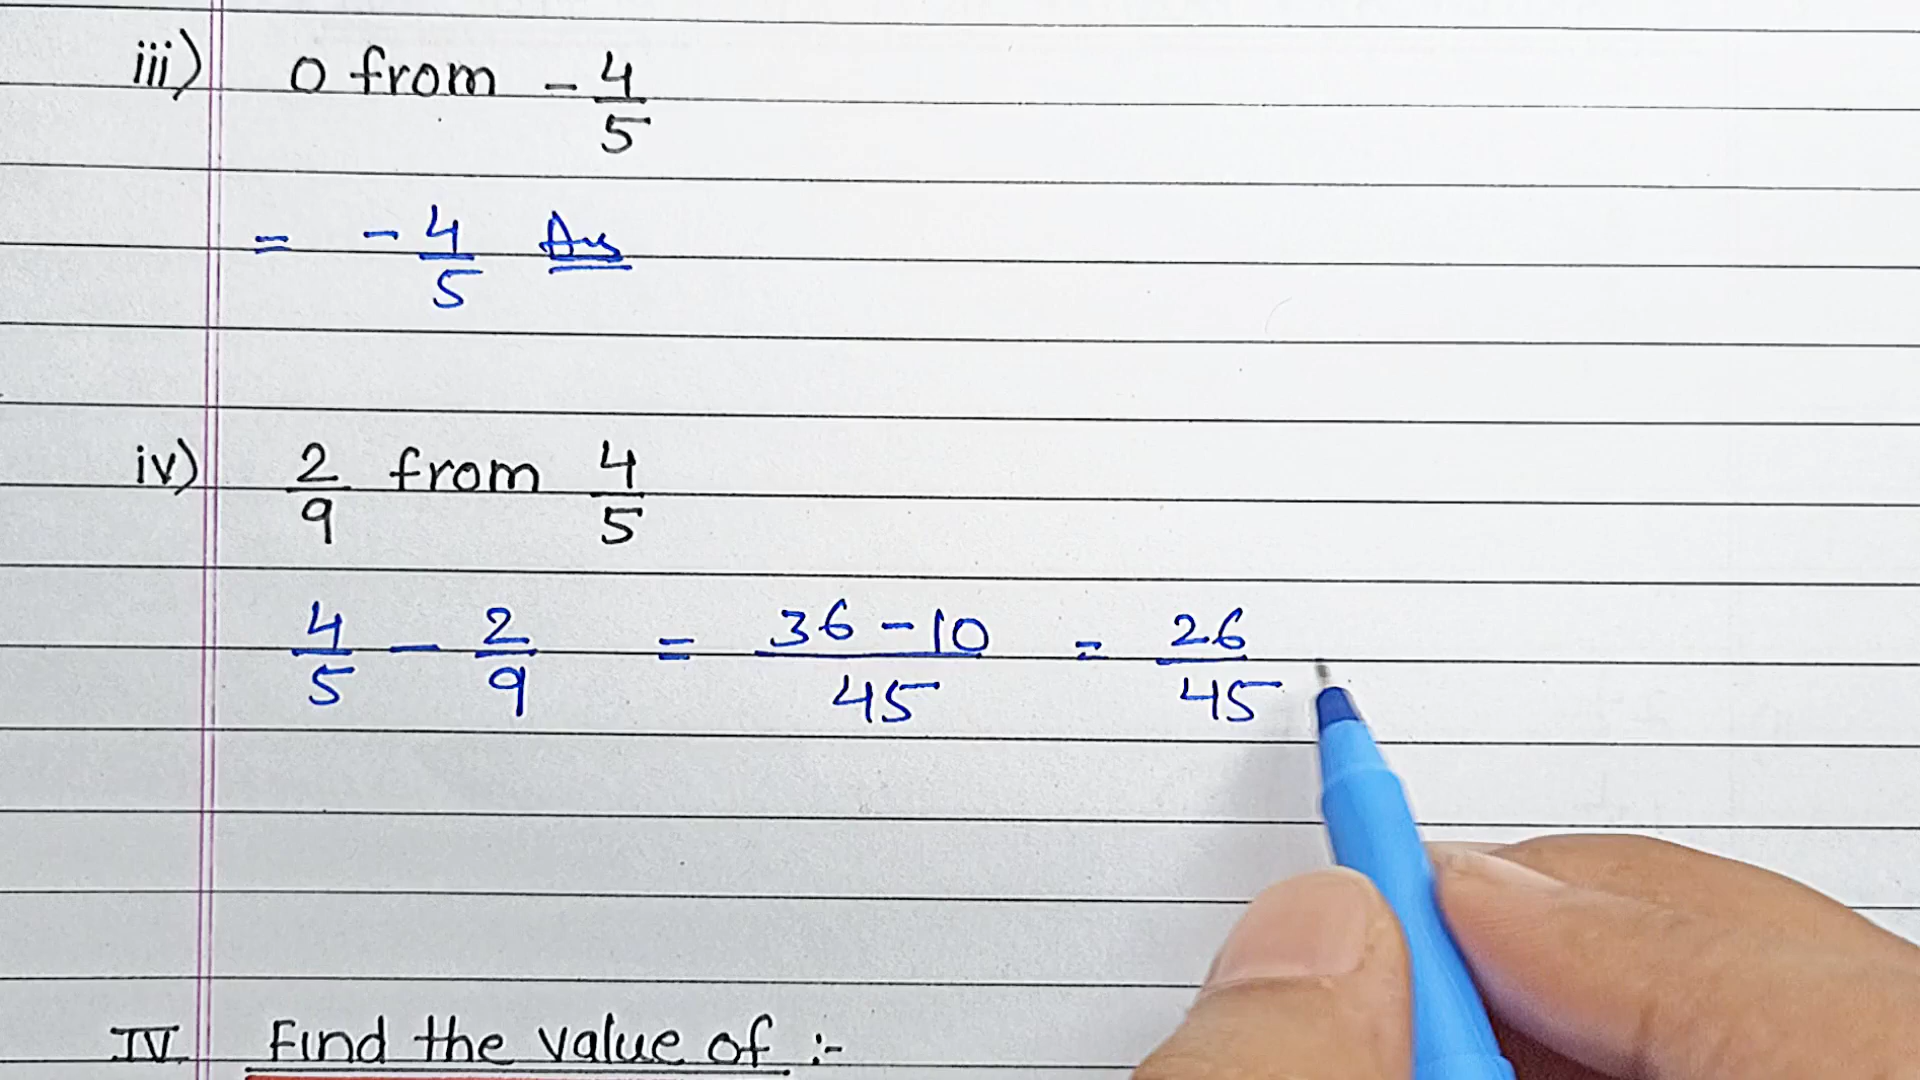 iii) 0 from - 4/5
= - 4/5 Ans
iv) 2/9 from 4/5
4/5 - 2/9 = 36-10/45 = 26/45
IV. Find the value of :-